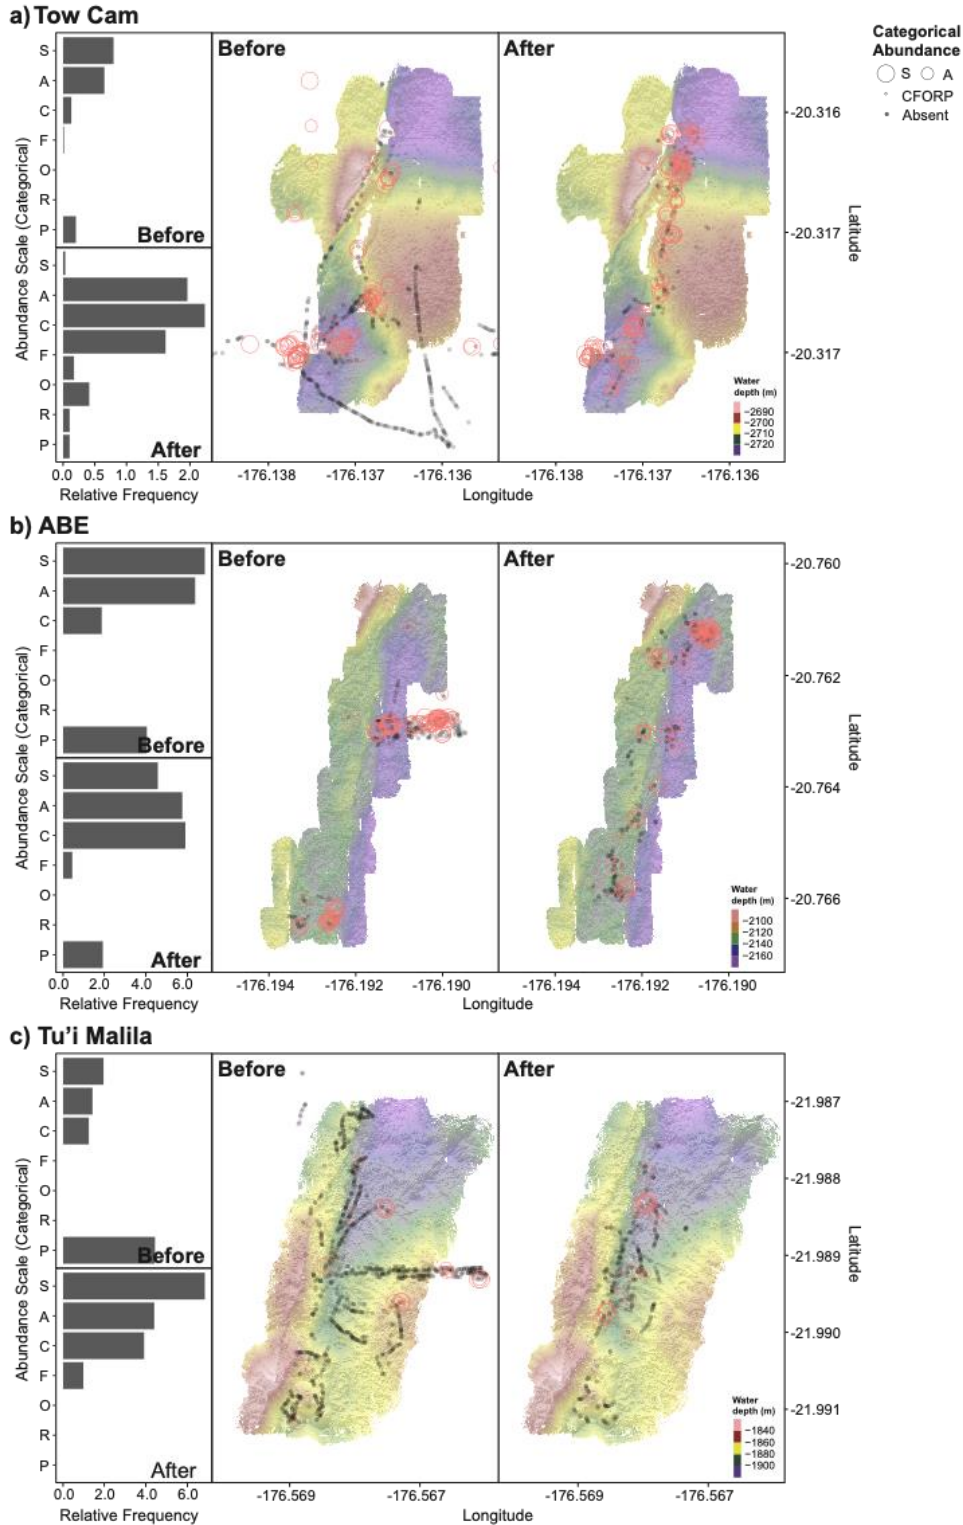 a) Tow Cam
Categorical
Abundance
S A
CFORP
Absent
Before
After
S
A
C
F
O
R
P
Before
S
A
C
F
O
R
P
After
Abundance Scale (Categorical)
0.0 0.5 1.0 1.5 2.0
Relative Frequency
-176.138 -176.137 -176.136
-176.138 -176.137 -176.136
Longitude
-20.316
-20.317
-20.317
Latitude
Water
depth (m)
-2690
-2700
-2710
-2720
b) ABE
Before
After
S
A
C
F
O
R
P
Before
S
A
C
F
O
R
P
After
Abundance Scale (Categorical)
0.0 2.0 4.0 6.0
Relative Frequency
-176.194 -176.192 -176.190
-176.194 -176.192 -176.190
Longitude
-20.760
-20.762
-20.764
-20.766
Latitude
Water
depth (m)
-2100
-2120
-2140
-2160
c) Tu'i Malila
Before
After
S
A
C
F
O
R
P
Before
S
A
C
F
O
R
P
After
Abundance Scale (Categorical)
0.0 2.0 4.0 6.0
Relative Frequency
-176.569 -176.567
-176.569 -176.567
Longitude
-21.987
-21.988
-21.989
-21.990
-21.991
Latitude
Water
depth (m)
-1840
-1860
-1880
-1900